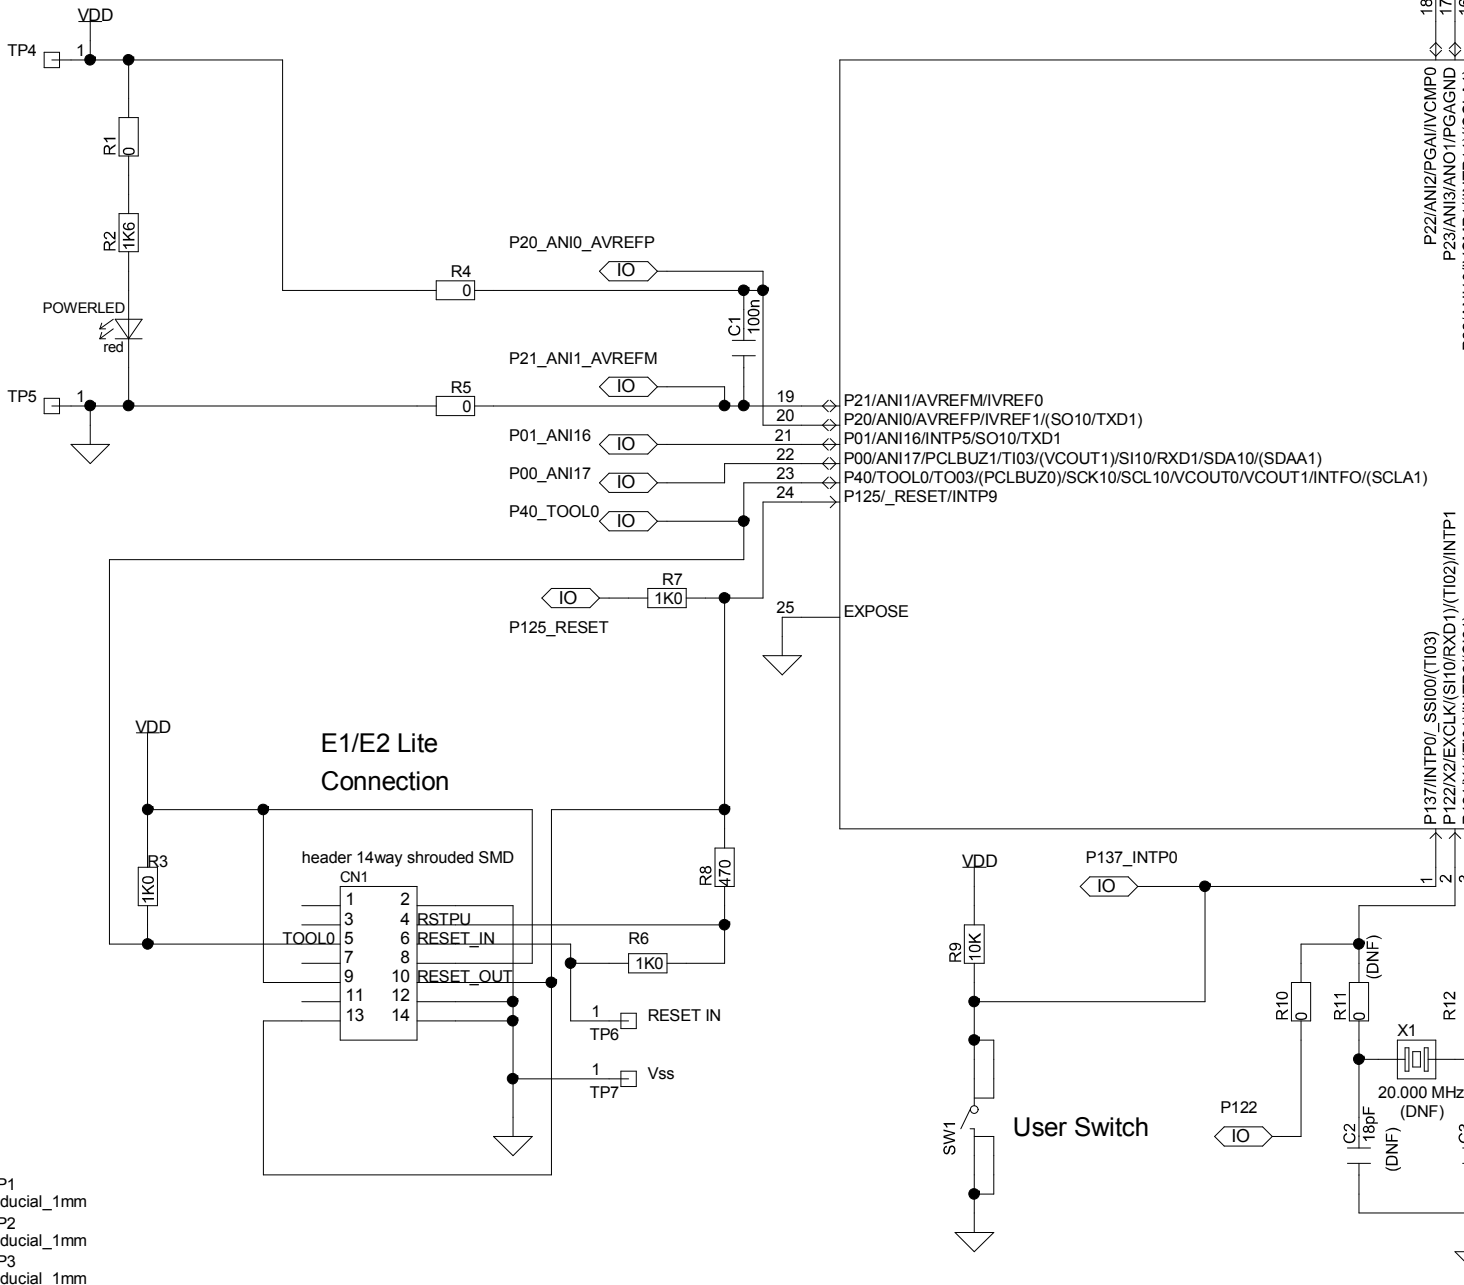 VDD
TP4
1
R1
0
R2
1K6
POWERLED
red
TP5
1
R4
0
R5
0
P20_ANI0_AVREFP
IO
C1
100n
P21_ANI1_AVREFM
IO
P01_ANI16
IO
P00_ANI17
IO
P40_TOOL0
IO
19
20
21
22
23
24
P21/ANI1/AVREFM/IVREF0
P20/ANI0/AVREFP/IVREF1/(SO10/TXD1)
P01/ANI16/INTP5/SO10/TXD1
P00/ANI17/PCLBUZ1/TI03/(VCOUT1)/SI10/RXD1/SDA10/(SDAA1)
P40/TOOL0/TO03/(PCLBUZ0)/SCK10/SCL10/VCOUT0/VCOUT1/INTFO/(SCLA1)
P125/_RESET/INTP9
18
17
P22/ANI2/PGAI/IVCMP0
P23/ANI3/ANO1/PGAGND
R7
IO
1K0
P125_RESET
25
EXPOSE
P137/INTP0/_SSI00/(TI03)
P122/X2/EXCLK/(SI10/RXD1)/(TI02)/INTP1
VDD
E1/E2 Lite
Connection
R3
1K0
header 14way shrouded SMD
CN1
1 2
3 4 RSTPU
TOOL0 5 6 RESET_IN
7 8
9 10 RESET_OUT
11 12
13 14
R8
470
R6
1K0
1
TP6
RESET IN
1
TP7
Vss
VDD
R9
10K
P137_INTP0
IO
1
2
SW1
User Switch
R10
0
R11
0
(DNF)
R12
X1
20.000 MHz
(DNF)
P122
IO
C2
18pF
(DNF)
P1
ducial_1mm
P2
ducial_1mm
P3
ducial_1mm